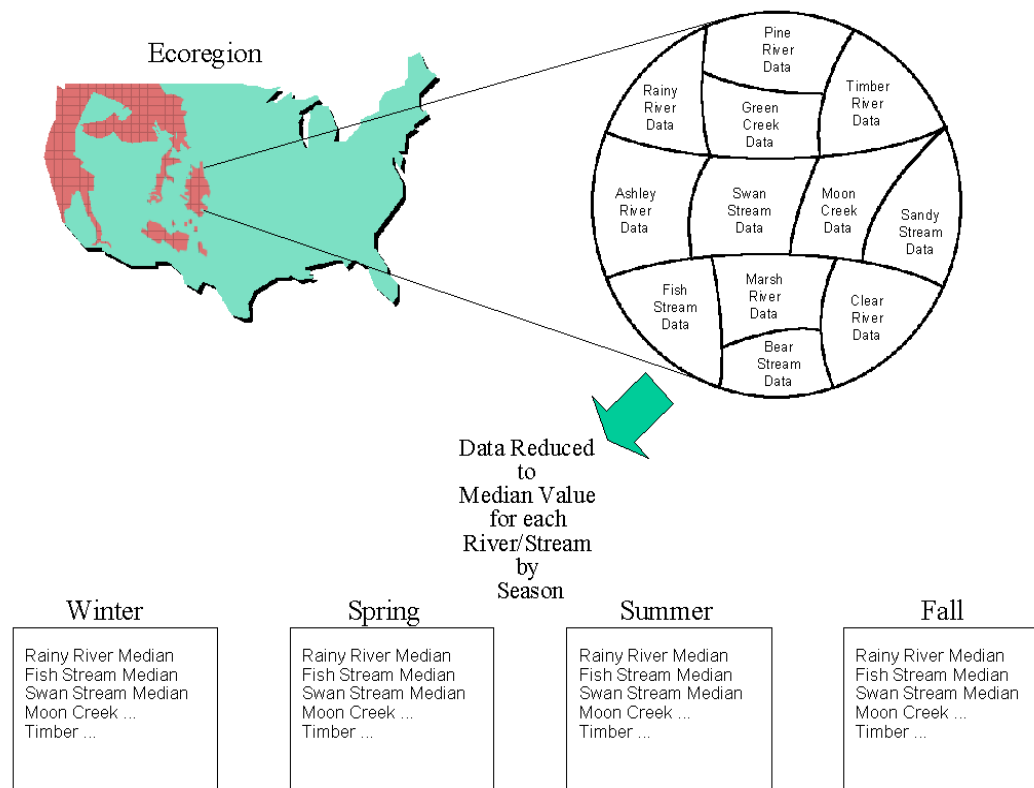 Ecoregion
Pine
River
Data
Rainy
River
Data
Green
Creek
Data
Timber
River
Data
Ashley
River
Data
Swan
Stream
Data
Moon
Creek
Data
Sandy
Stream
Data
Fish
Stream
Data
Marsh
River
Data
Clear
River
Data
Bear
Stream
Data
Data Reduced
to
Median Value
for each
River/Stream
by
Season
Winter
Rainy River Median
Fish Stream Median
Swan Stream Median
Moon Creek ...
Timber ...
Spring
Rainy River Median
Fish Stream Median
Swan Stream Median
Moon Creek ...
Timber ...
Summer
Rainy River Median
Fish Stream Median
Swan Stream Median
Moon Creek ...
Timber ...
Fall
Rainy River Median
Fish Stream Median
Swan Stream Median
Moon Creek ...
Timber ...